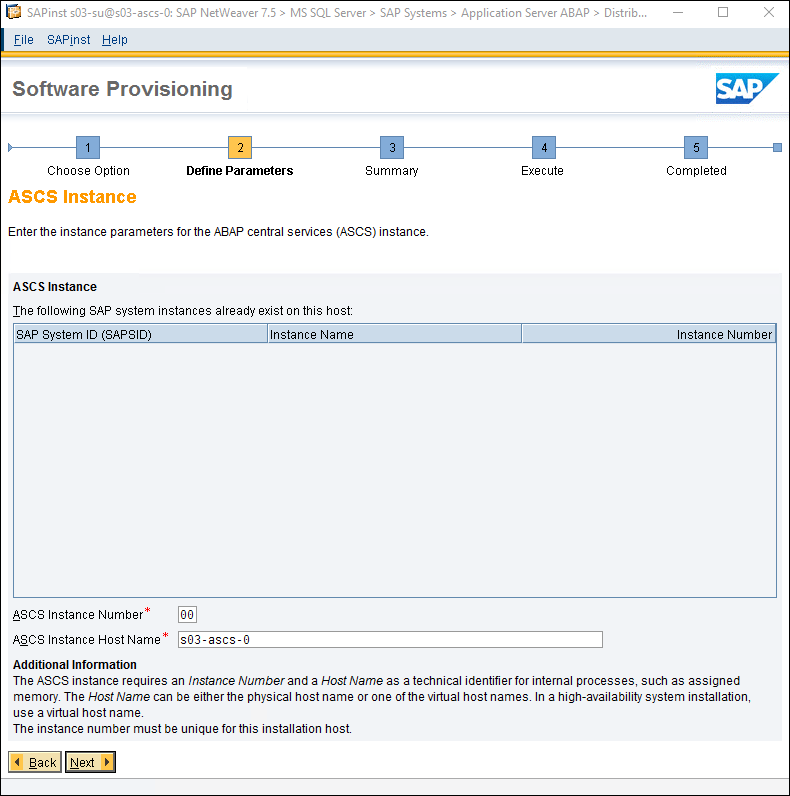 SAPinst s03-su@s03-ascs-0: SAP NetWeaver 7.5 > MS SQL Server > SAP Systems > Application Server ABAP > Distrib...
File SAPinst Help
Software Provisioning
SAP
1 2 3 4 5
Choose Option Define Parameters Summary Execute Completed
ASCS Instance
Enter the instance parameters for the ABAP central services (ASCS) instance.
ASCS Instance
The following SAP system instances already exist on this host:
SAP System ID (SAPSID) Instance Name Instance Number
ASCS Instance Number* 00
ASCS Instance Host Name* s03-ascs-0
Additional Information
The ASCS instance requires an Instance Number and a Host Name as a technical identifier for internal processes, such as assigned
memory. The Host Name can be either the physical host name or one of the virtual host names. In a high-availability system installation,
use a virtual host name.
The instance number must be unique for this installation host.
Back Next